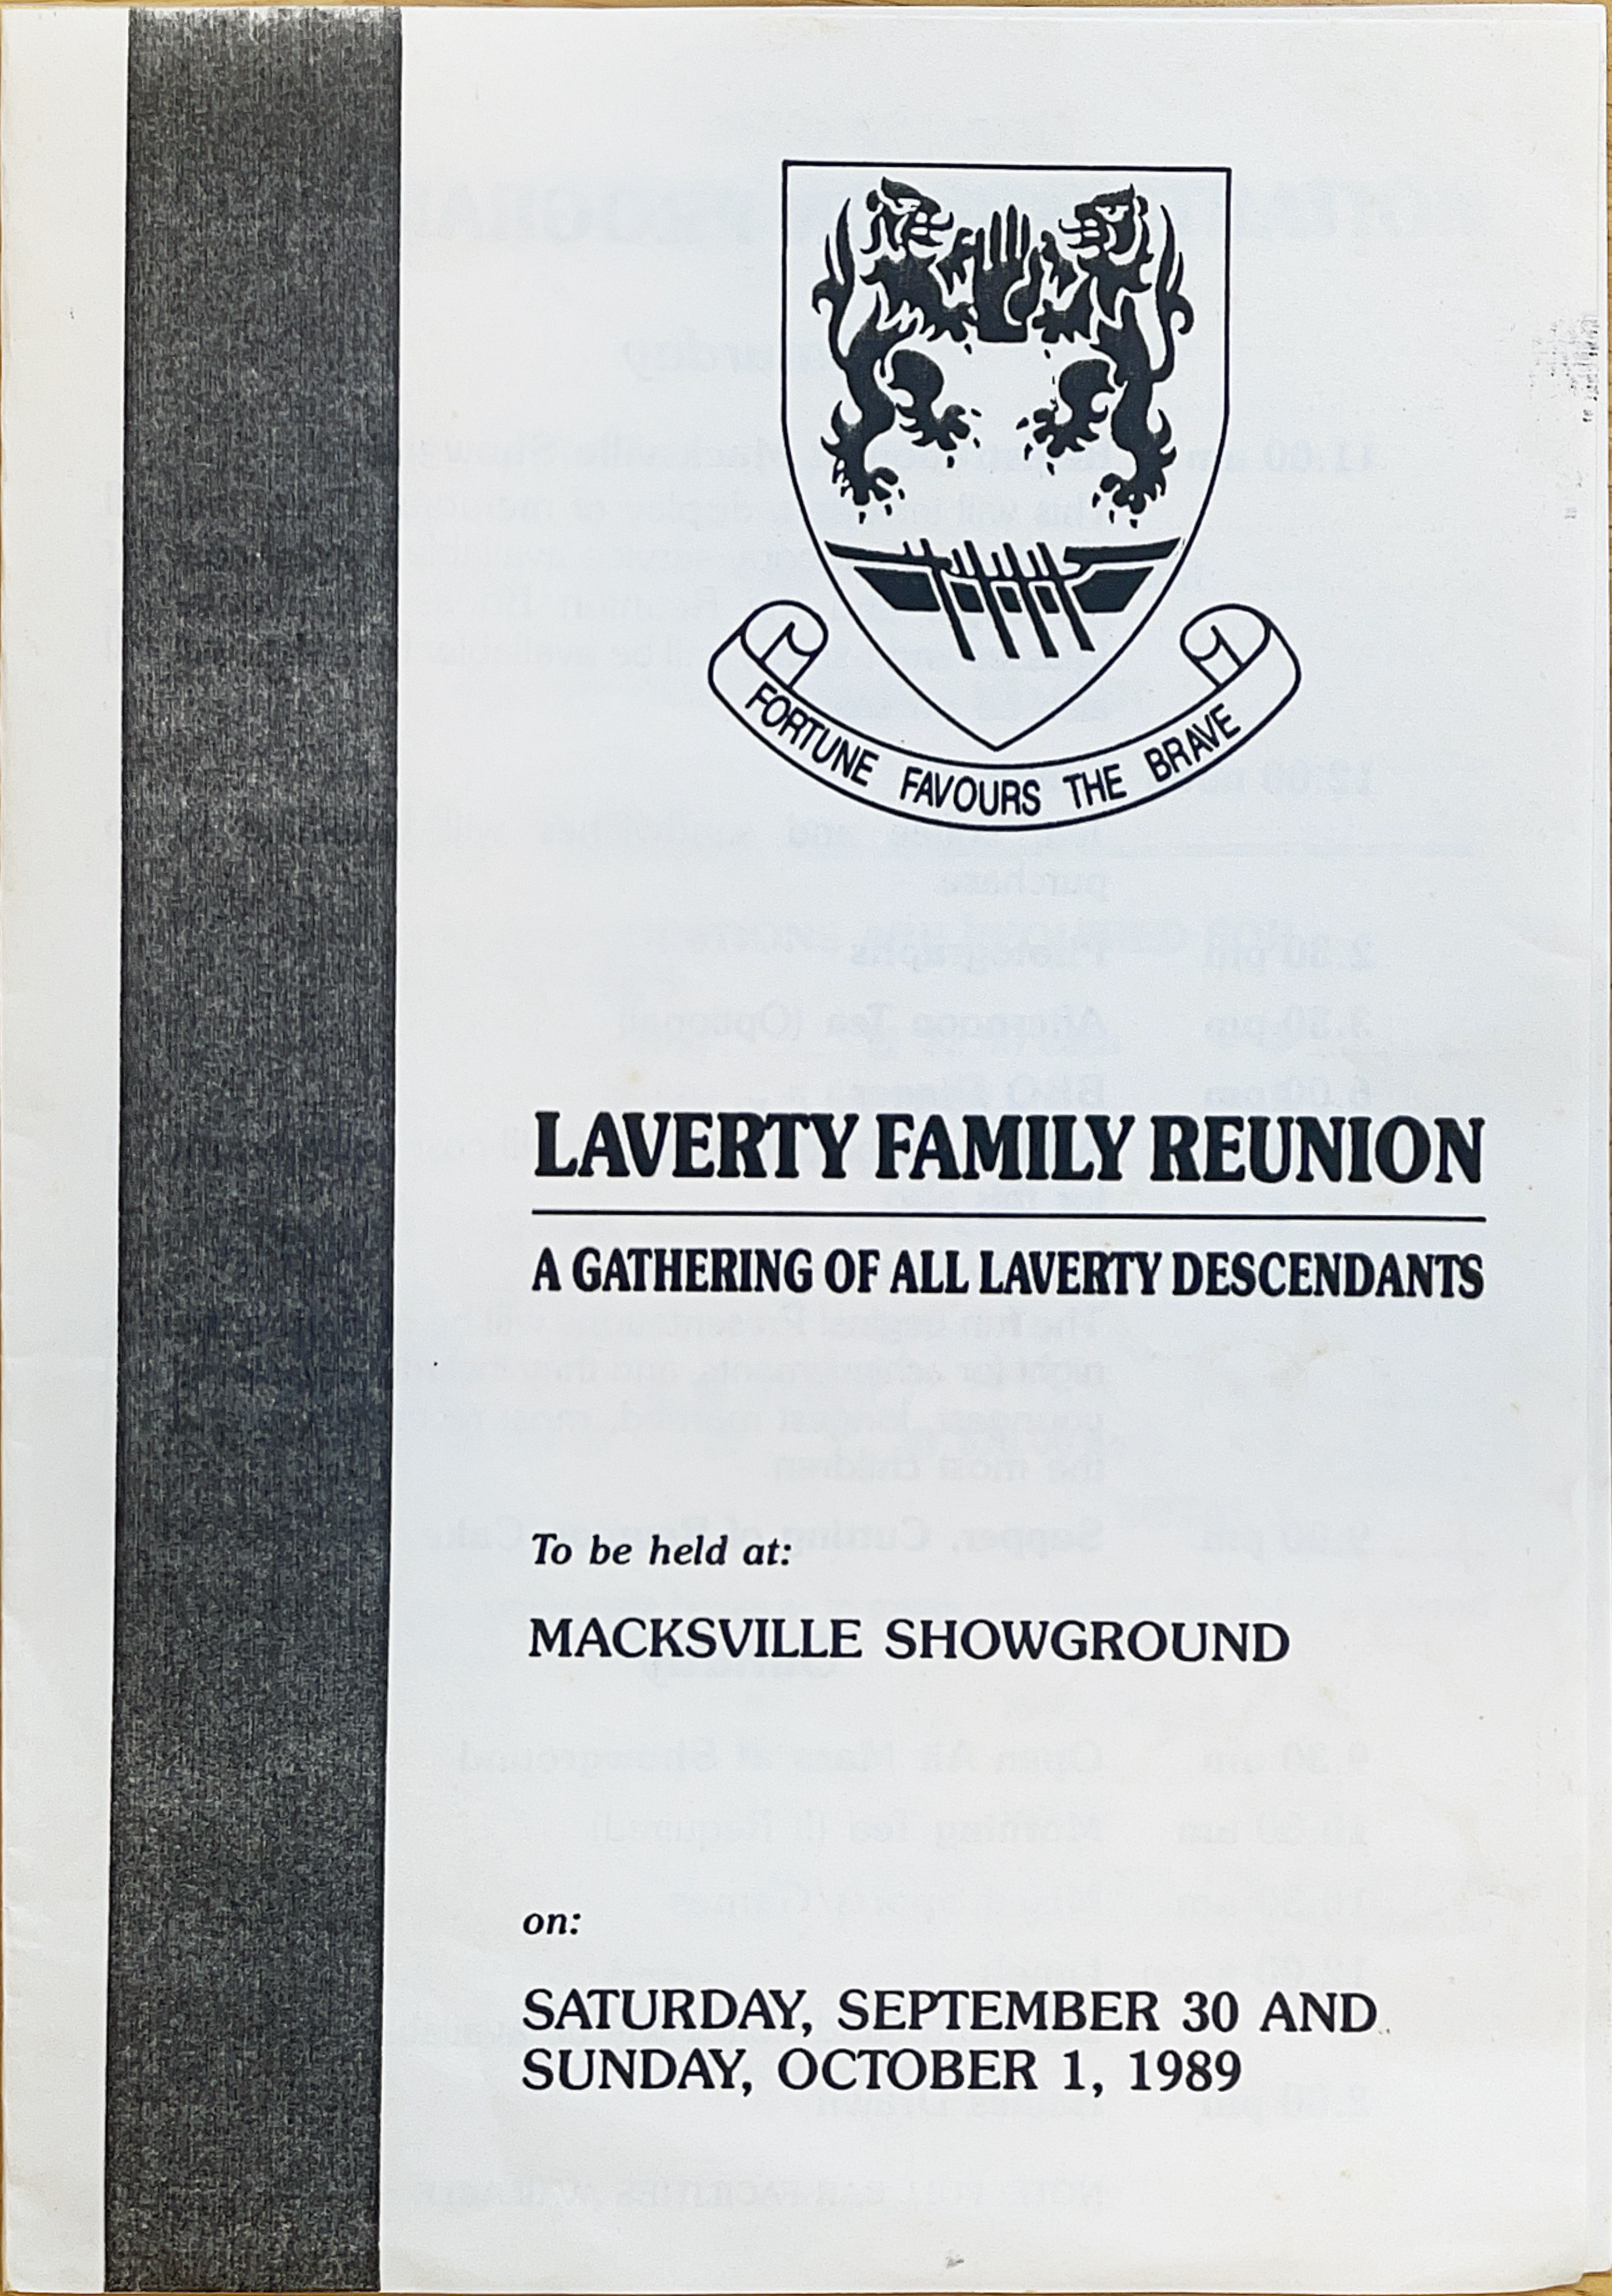 FORTUNE FAVOURS THE BRAVE
LAVERTY FAMILY REUNION
A GATHERING OF ALL LAVERTY DESCENDANTS
To be held at:
MACKSVILLE SHOWGROUND
on:
SATURDAY, SEPTEMBER 30 AND
SUNDAY, OCTOBER 1, 1989